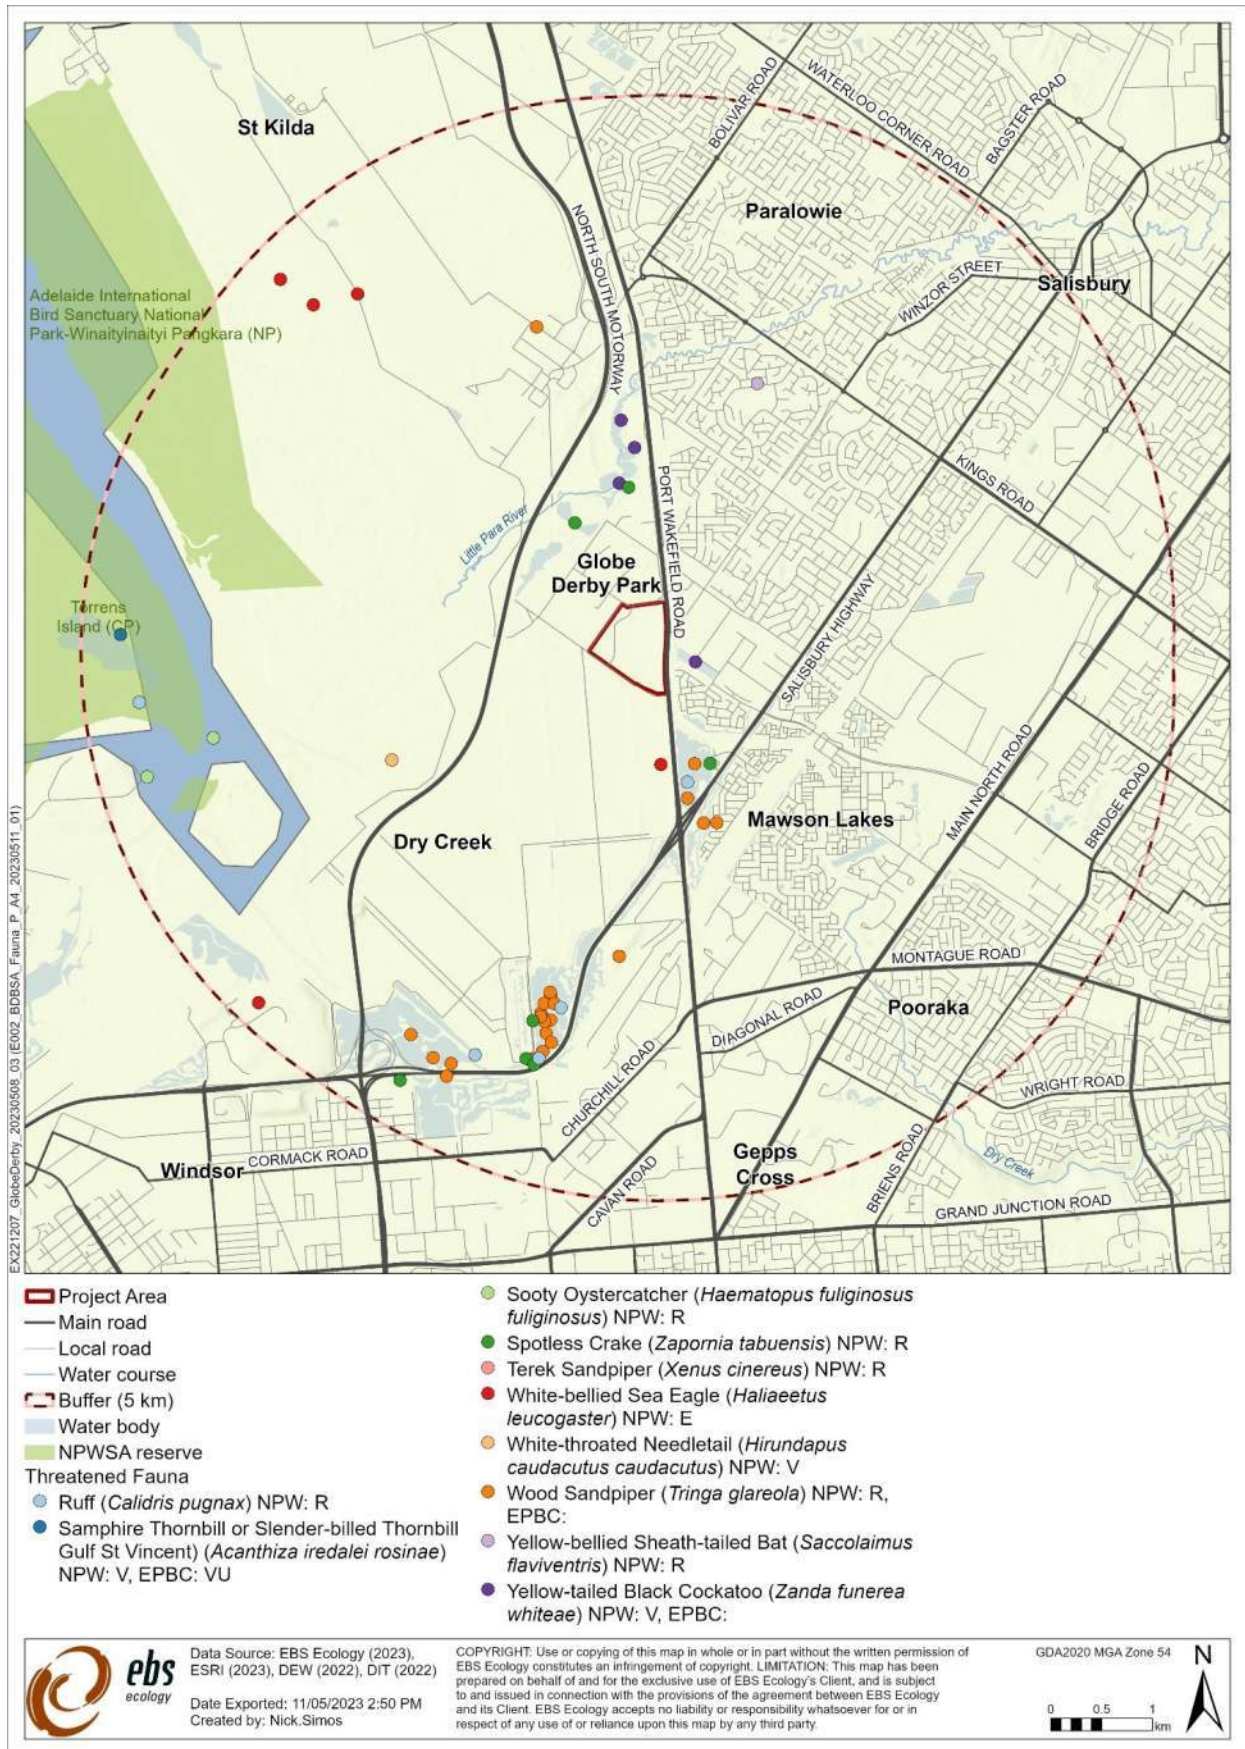 St Kilda
BOLIVAR ROAD
WATERLOO CORNER ROAD
BAGSTER ROAD
Paralowie
NORTH SOUTH MOTORWAY
WINZOR STREET
Salisbury
Adelaide International
Bird Sanctuary National
Park-Winaityinaityi Pangkara (NP)
KINGS ROAD
PORT WAKEFIELD ROAD
Little Para River
Globe
Derby Park
SALISBURY HIGHWAY
Torrens
Island (CP)
MAIN NORTH ROAD
BRIDGE ROAD
Dry Creek
Mawson Lakes
MONTAGUE ROAD
DIAGONAL ROAD
Pooraka
CHURCHILL ROAD
WRIGHT ROAD
Gepps
Cross
Windsor
CORMACK ROAD
CAVAN ROAD
BRIENS ROAD
Dry Creek
GRAND JUNCTION ROAD
EX221207_GlobeDerby_20230508_03 (E002_BDBSA_Fauna_P_A4_20230511_01)
Project Area
Main road
Local road
Water course
Buffer (5 km)
Water body
NPWSA reserve
Threatened Fauna
Ruff (Calidris pugnax) NPW: R
Samphire Thornbill or Slender-billed Thornbill
Gulf St Vincent) (Acanthiza iredalei rosinae)
NPW: V, EPBC: VU
Sooty Oystercatcher (Haematopus fuliginosus
fuliginosus) NPW: R
Spotless Crake (Zapornia tabuensis) NPW: R
Terek Sandpiper (Xenus cinereus) NPW: R
White-bellied Sea Eagle (Haliaeetus
leucogaster) NPW: E
White-throated Needletail (Hirundapus
caudacutus caudacutus) NPW: V
Wood Sandpiper (Tringa glareola) NPW: R,
EPBC:
Yellow-bellied Sheath-tailed Bat (Saccolaimus
flaviventris) NPW: R
Yellow-tailed Black Cockatoo (Zanda funerea
whiteae) NPW: V, EPBC:
ebs
ecology
Data Source: EBS Ecology (2023),
ESRI (2023), DEW (2022), DIT (2022)
Date Exported: 11/05/2023 2:50 PM
Created by: Nick.Simos
COPYRIGHT: Use or copying of this map in whole or in part without the written permission of
EBS Ecology constitutes an infringement of copyright. LIMITATION: This map has been
prepared on behalf of and for the exclusive use of EBS Ecology's Client, and is subject
to and issued in connection with the provisions of the agreement between EBS Ecology
and its Client. EBS Ecology accepts no liability or responsibility whatsoever for or in
respect of any use of or reliance upon this map by any third party.
GDA2020 MGA Zone 54
N
0 0.5 1
km